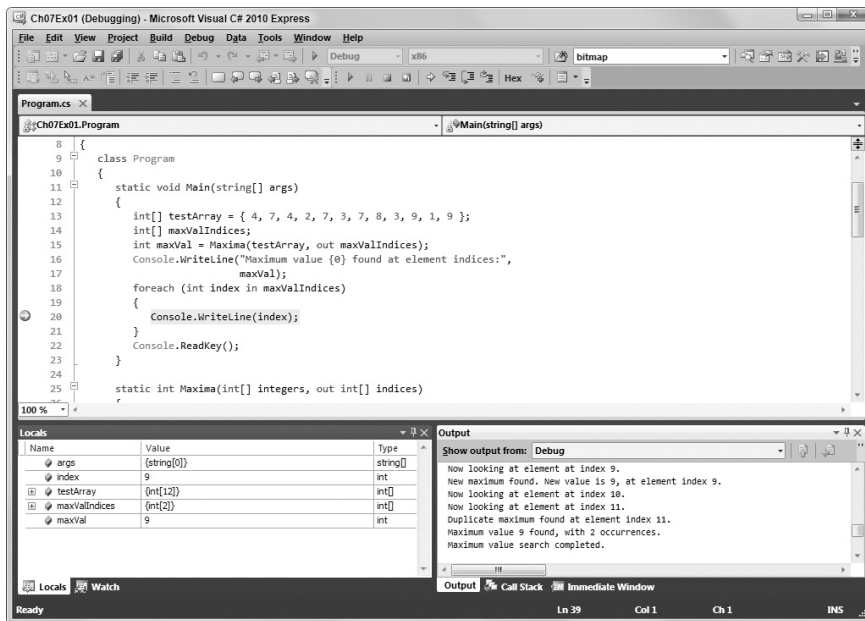 Ch07Ex01 (Debugging) - Microsoft Visual C# 2010 Express
File Edit View Project Build Debug Data Tools Window Help
Debug x86 bitmap
Hex
Program.cs
Ch07Ex01.Program Main(string[] args)
8 {
9 class Program
10 {
11 static void Main(string[] args)
12 {
13 int[] testArray = { 4, 7, 4, 2, 7, 3, 7, 8, 3, 9, 1, 9 };
14 int[] maxValIndices;
15 int maxVal = Maxima(testArray, out maxValIndices);
16 Console.WriteLine("Maximum value {0} found at element indices:",
17 maxVal);
18 foreach (int index in maxValIndices)
19 {
20 Console.WriteLine(index);
21 }
22 Console.ReadKey();
23 }
24
25 static int Maxima(int[] integers, out int[] indices)
100 %
Locals
Name Value Type
args {string[0]} string[]
index 9 int
testArray {int[12]} int[]
maxValIndices {int[2]} int[]
maxVal 9 int
Locals Watch
Output
Show output from: Debug
Now looking at element at index 9.
New maximum found. New value is 9, at element index 9.
Now looking at element at index 10.
Now looking at element at index 11.
Duplicate maximum found at element index 11.
Maximum value 9 found, with 2 occurrences.
Maximum value search completed.
Output Call Stack Immediate Window
Ready Ln 39 Col 1 Ch 1 INS